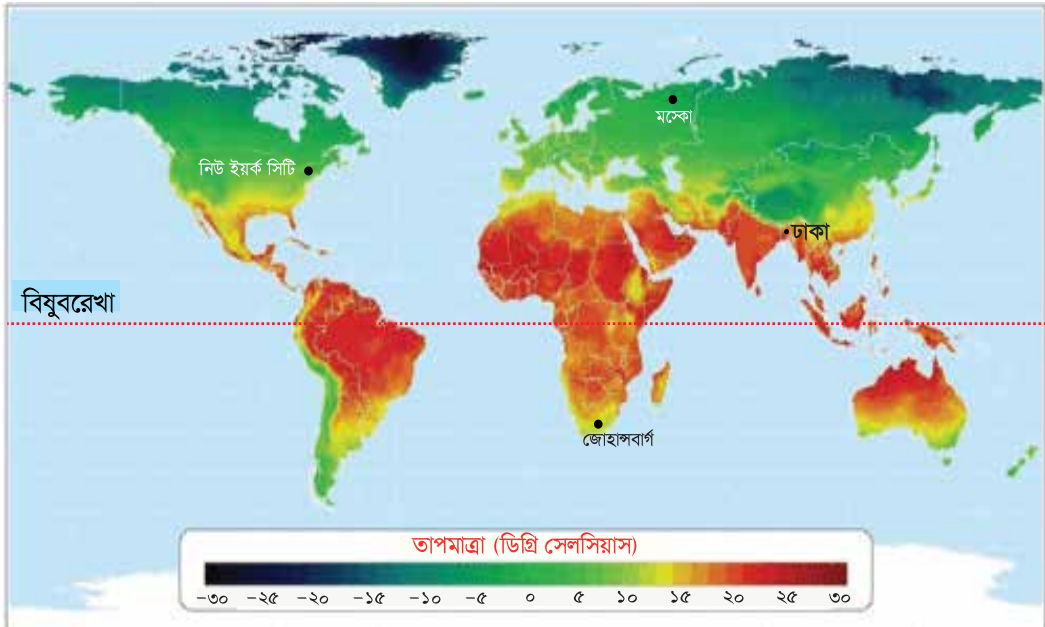 মস্কো
নিউ ইয়র্ক সিটি
ঢাকা
বিষুবরেখা
জোহান্সবার্গ
তাপমাত্রা (ডিগ্রি সেলসিয়াস)
-৩০ -২৫ -২০ -১৫ -১০ -৫ ০ ৫ ১০ ১৫ ২০ ২৫ ৩০